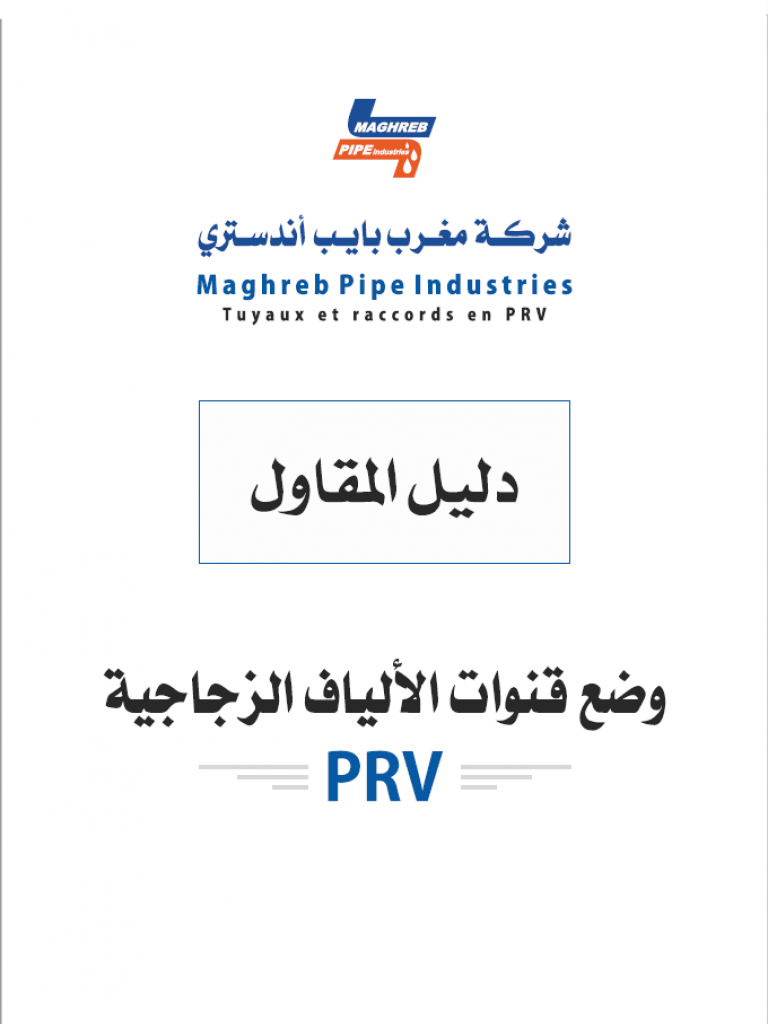 MAGHREB
PIPE Industries
شركة مغرب بايب أندستري
Maghreb Pipe Industries
Tuyaux et raccords en PRV
دليل المقاول
وضع قنوات الألياف الزجاجية
PRV